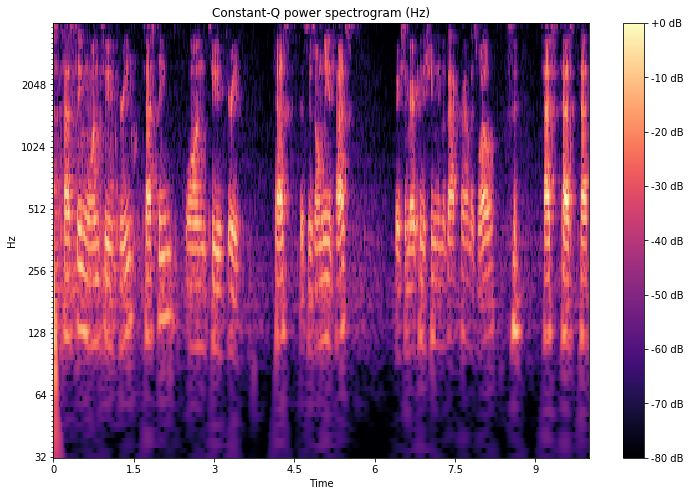 Constant-Q power spectrogram (Hz)
Hz
2048
1024
512
256
128
64
32
0 1.5 3 4.5 6 7.5 9
Time
+0 dB
-10 dB
-20 dB
-30 dB
-40 dB
-50 dB
-60 dB
-70 dB
-80 dB